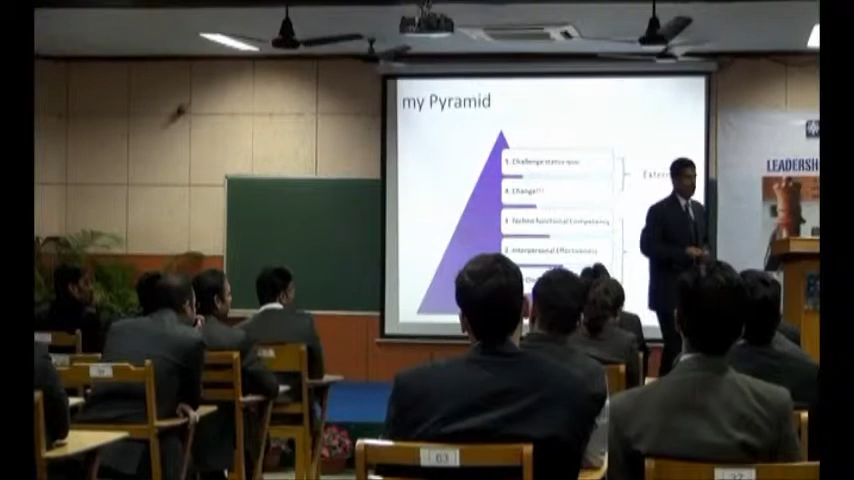 my Pyramid
5. Challenge status quo
4. Change!!!
3. Techno functional Competency
2. Interpersonal Effectiveness
LEADERSH
63